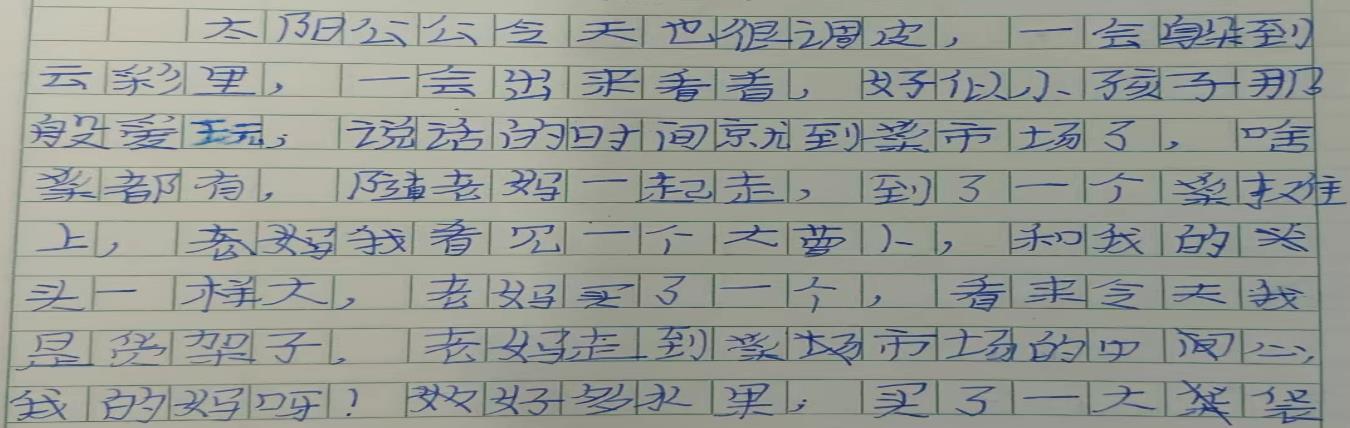 太阳公公今天也很调皮，一会躲到
云彩里，一会出来看看，好似小孩子那
般爱玩，说话的时间就到菜市场了，啥
菜都有，随老妈一起走，到了一个菜摊
上，老妈我看见一个大萝卜，和我的
头一样大，老妈买了一个，看来今天我
是货架子，老妈走到菜场市场的中间心，
我的妈呀！好多水果，买了一大袋